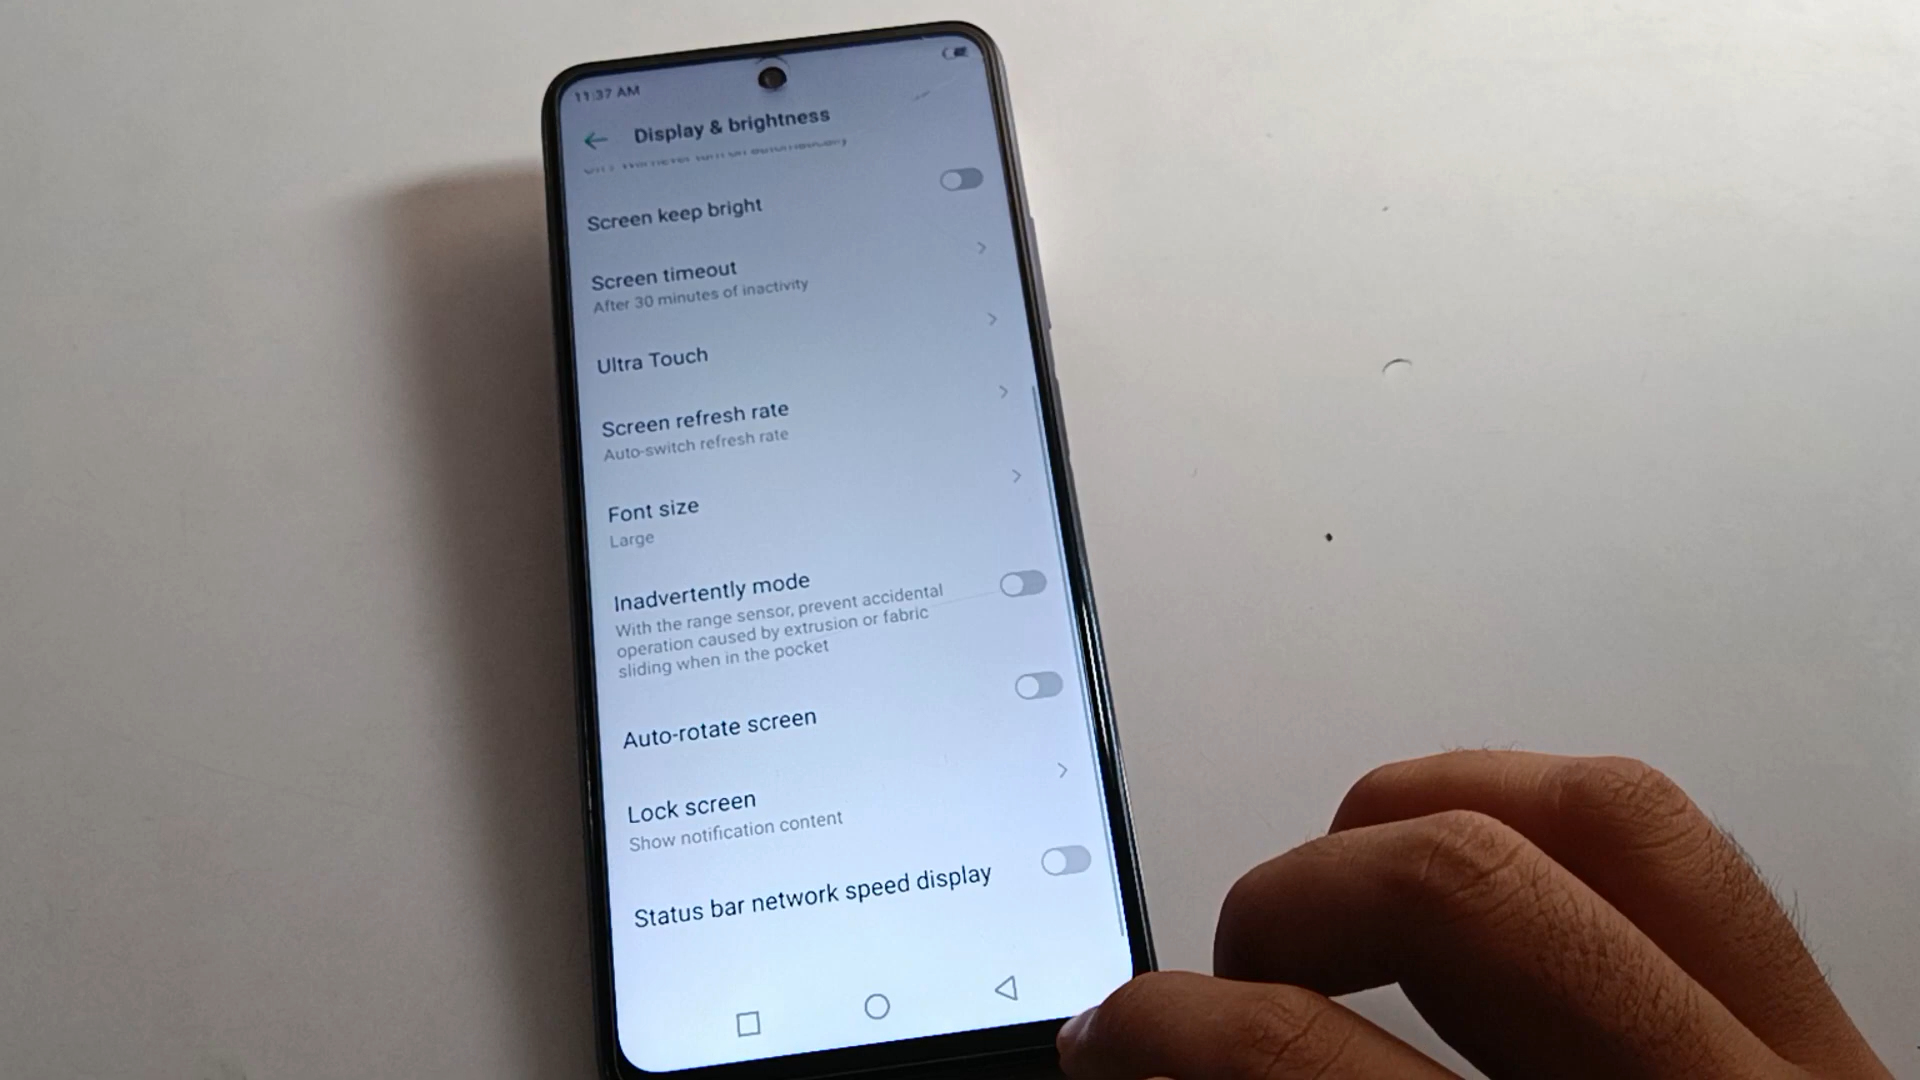 11:37 AM
Display & brightness
Screen keep bright
Screen timeout
After 30 minutes of inactivity
Ultra Touch
Screen refresh rate
Auto-switch refresh rate
Font size
Large
Inadvertently mode
With the range sensor, prevent accidental
operation caused by extrusion or fabric
sliding when in the pocket
Auto-rotate screen
Lock screen
Show notification content
Status bar network speed display